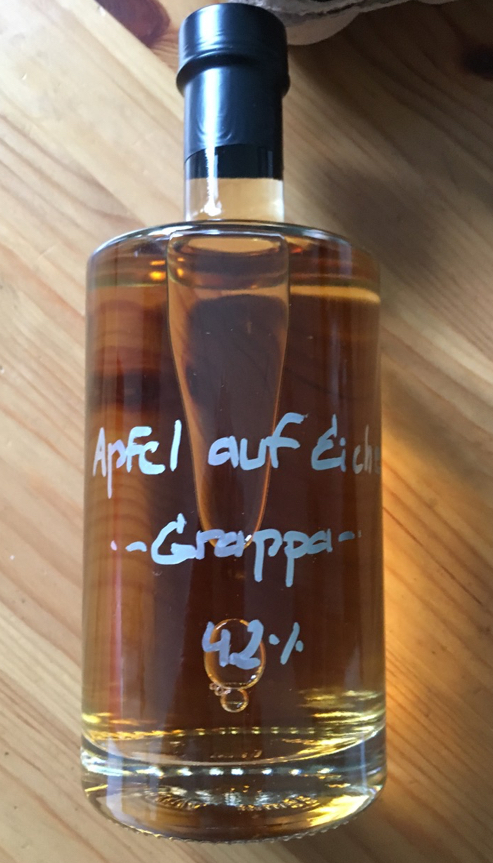 Apfel auf Eich
-Grappa-
42%